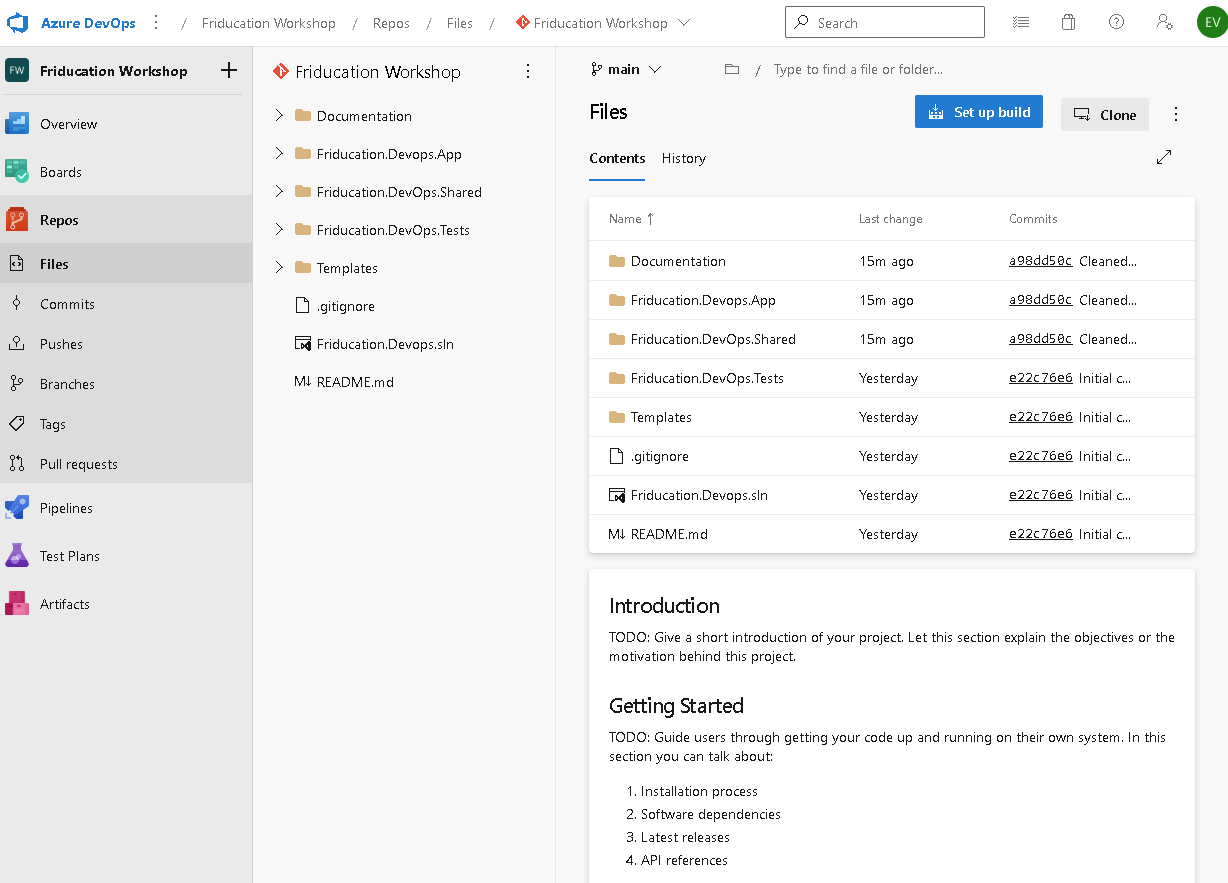 Azure DevOps / Friducation Workshop / Repos / Files / Friducation Workshop Search EV
FW Friducation Workshop
Overview
Boards
Repos
Files
Commits
Pushes
Branches
Tags
Pull requests
Pipelines
Test Plans
Artifacts
Friducation Workshop
Documentation
Friducation.Devops.App
Friducation.DevOps.Shared
Friducation.DevOps.Tests
Templates
.gitignore
Friducation.Devops.sln
M↓ README.md
main / Type to find a file or folder...
Files Set up build Clone
Contents History
Name ↑ Last change Commits
Documentation 15m ago a98dd50c Cleaned...
Friducation.Devops.App 15m ago a98dd50c Cleaned...
Friducation.DevOps.Shared 15m ago a98dd50c Cleaned...
Friducation.DevOps.Tests Yesterday e22c76e6 Initial c...
Templates Yesterday e22c76e6 Initial c...
.gitignore Yesterday e22c76e6 Initial c...
Friducation.Devops.sln Yesterday e22c76e6 Initial c...
M↓ README.md Yesterday e22c76e6 Initial c...
Introduction
TODO: Give a short introduction of your project. Let this section explain the objectives or the
motivation behind this project.
Getting Started
TODO: Guide users through getting your code up and running on their own system. In this
section you can talk about:
1. Installation process
2. Software dependencies
3. Latest releases
4. API references